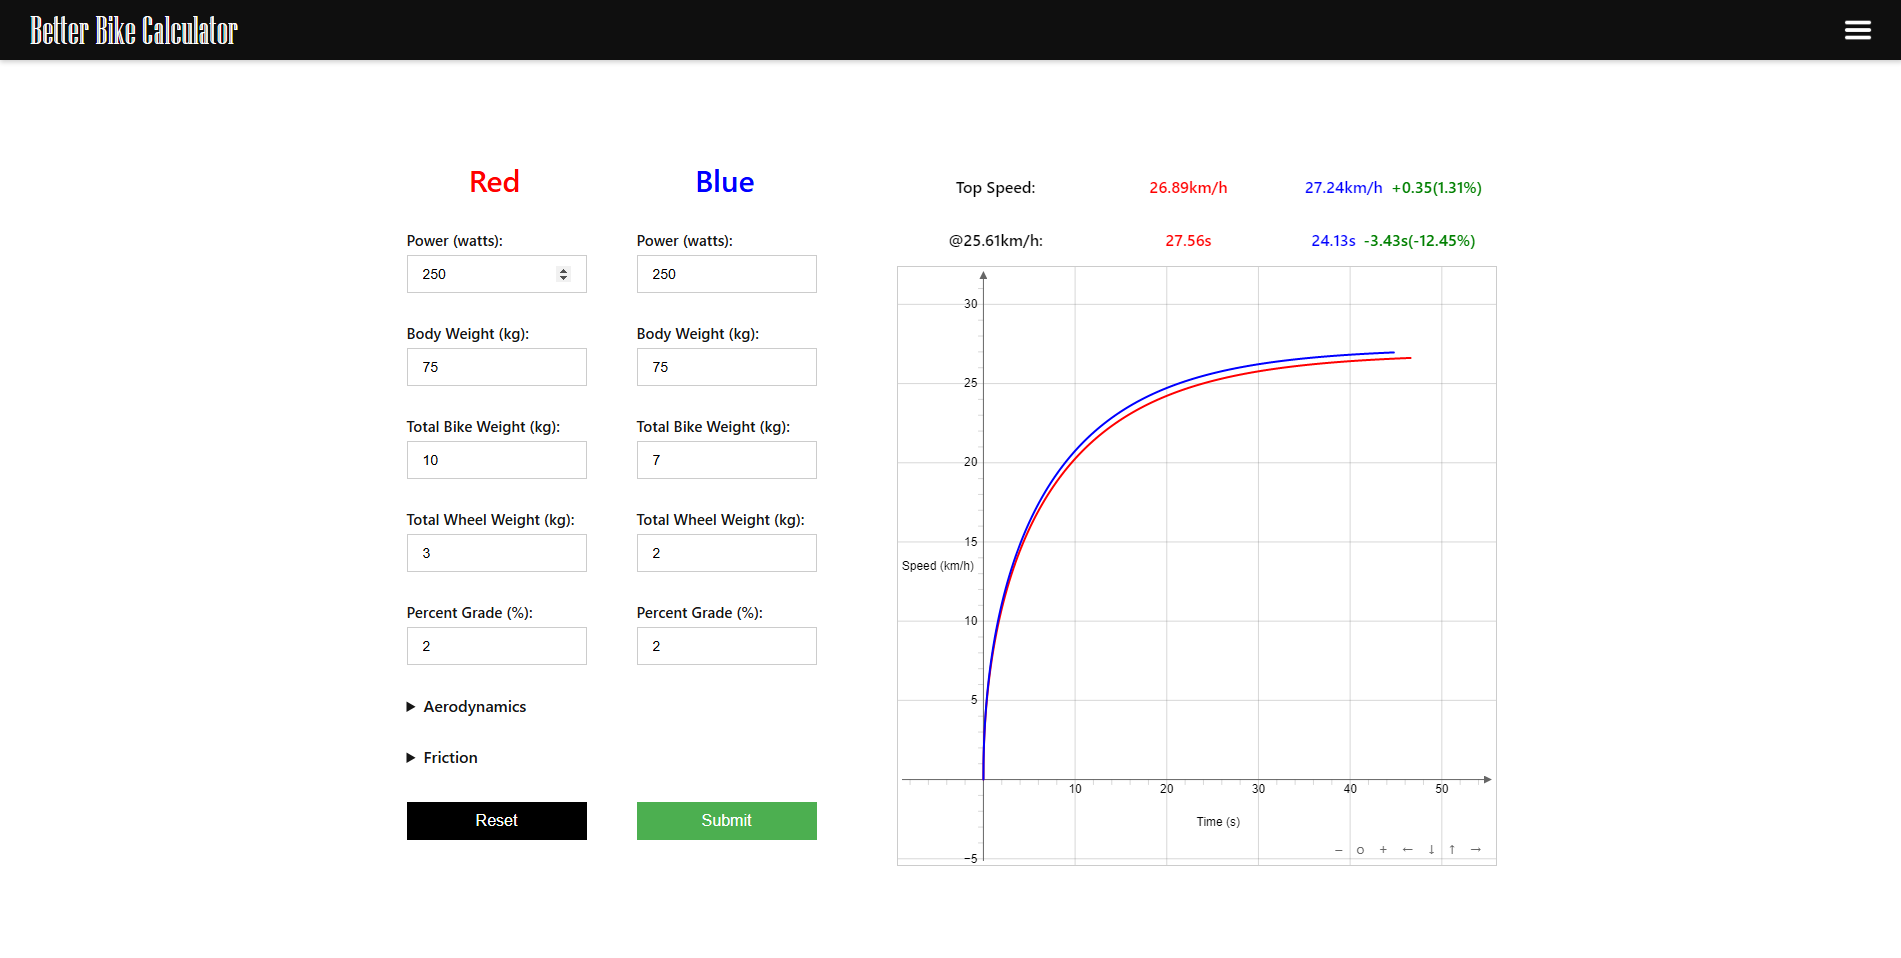 Better Bike Calculator
Red
Blue
Power (watts):
250
Power (watts):
250
Body Weight (kg):
75
Body Weight (kg):
75
Total Bike Weight (kg):
10
Total Bike Weight (kg):
7
Total Wheel Weight (kg):
3
Total Wheel Weight (kg):
2
Percent Grade (%):
2
Percent Grade (%):
2
Aerodynamics
Friction
Reset
Submit
Top Speed: 26.89km/h 27.24km/h +0.35(1.31%)
@25.61km/h: 27.56s 24.13s -3.43s(-12.45%)
30
25
20
15
Speed (km/h)
10
5
10 20 30 40 50
Time (s)
− o + ← ↓ ↑ →
−5